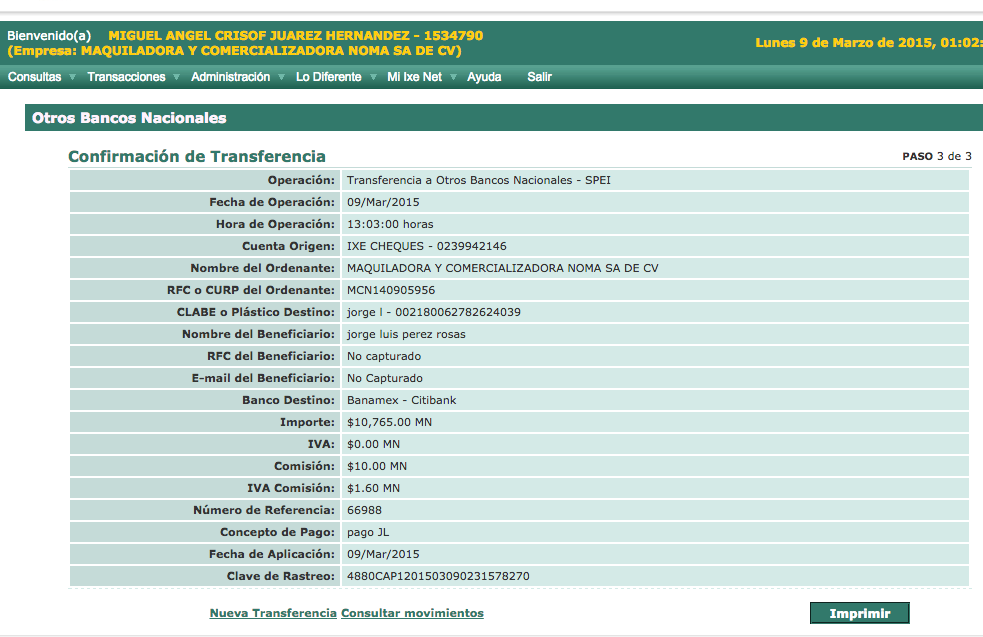 Bienvenido(a) MIGUEL ANGEL CRISOF JUAREZ HERNANDEZ - 1534790
(Empresa: MAQUILADORA Y COMERCIALIZADORA NOMA SA DE CV)
Lunes 9 de Marzo de 2015, 01:02:
Consultas Transacciones Administración Lo Diferente Mi Ixe Net Ayuda Salir
Otros Bancos Nacionales
Confirmación de Transferencia PASO 3 de 3
Operación: Transferencia a Otros Bancos Nacionales - SPEI
Fecha de Operación: 09/Mar/2015
Hora de Operación: 13:03:00 horas
Cuenta Origen: IXE CHEQUES - 0239942146
Nombre del Ordenante: MAQUILADORA Y COMERCIALIZADORA NOMA SA DE CV
RFC o CURP del Ordenante: MCN140905956
CLABE o Plástico Destino: jorge l - 002180062782624039
Nombre del Beneficiario: jorge luis perez rosas
RFC del Beneficiario: No capturado
E-mail del Beneficiario: No Capturado
Banco Destino: Banamex - Citibank
Importe: $10,765.00 MN
IVA: $0.00 MN
Comisión: $10.00 MN
IVA Comisión: $1.60 MN
Número de Referencia: 66988
Concepto de Pago: pago JL
Fecha de Aplicación: 09/Mar/2015
Clave de Rastreo: 4880CAP1201503090231578270
Nueva Transferencia Consultar movimientos Imprimir